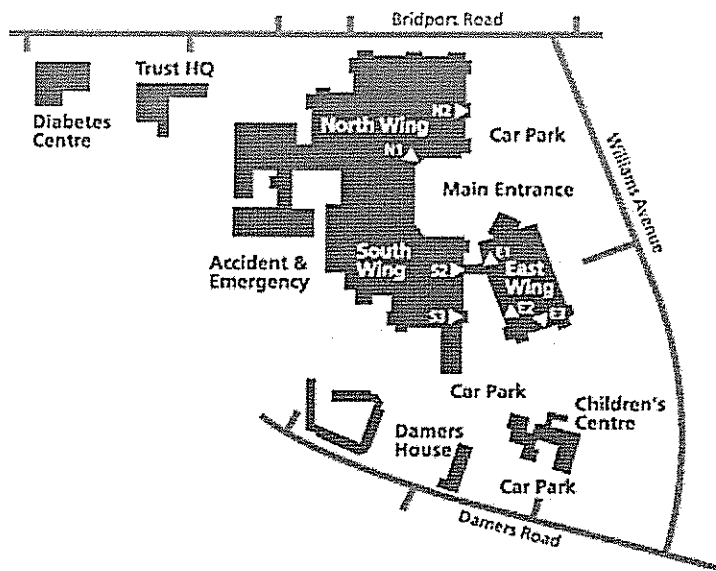 Bridport Road
Trust HQ
Diabetes
Centre
North Wing
N2
N1
Car Park
Main Entrance
Williams Avenue
Accident &
Emergency
South
Wing
S2
S3
E1
East
Wing
E2
E3
Car Park
Children's
Centre
Damers
House
Car Park
Damers Road